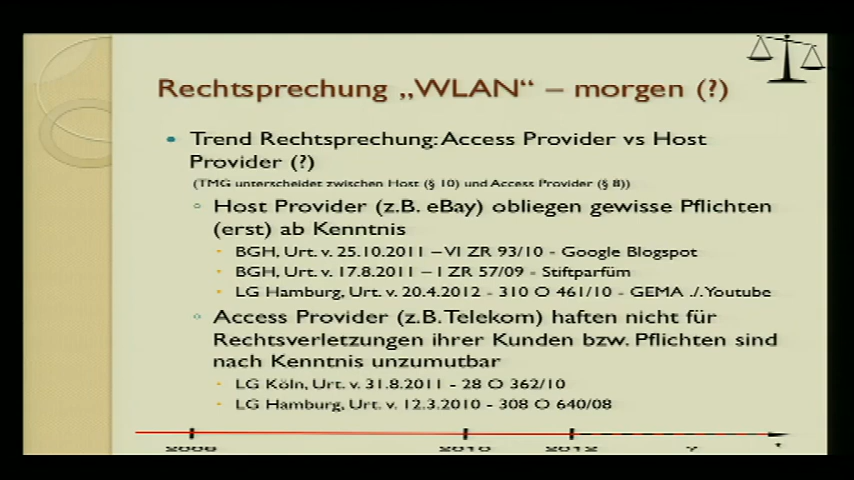 Rechtsprechung „WLAN“ – morgen (?)
Trend Rechtsprechung: Access Provider vs Host
Provider (?)
(TMG unterscheidet zwischen Host (§ 10) und Access Provider (§ 8))
Host Provider (z.B. eBay) obliegen gewisse Pflichten
(erst) ab Kenntnis
BGH, Urt. v. 25.10.2011 – VI ZR 93/10 - Google Blogspot
BGH, Urt. v. 17.8.2011 – I ZR 57/09 - Stiftparfüm
LG Hamburg, Urt. v. 20.4.2012 - 310 O 461/10 - GEMA ./. Youtube
Access Provider (z.B. Telekom) haften nicht für
Rechtsverletzungen ihrer Kunden bzw. Pflichten sind
nach Kenntnis unzumutbar
LG Köln, Urt. v. 31.8.2011 - 28 O 362/10
LG Hamburg, Urt. v. 12.3.2010 - 308 O 640/08
2010 2012 ?